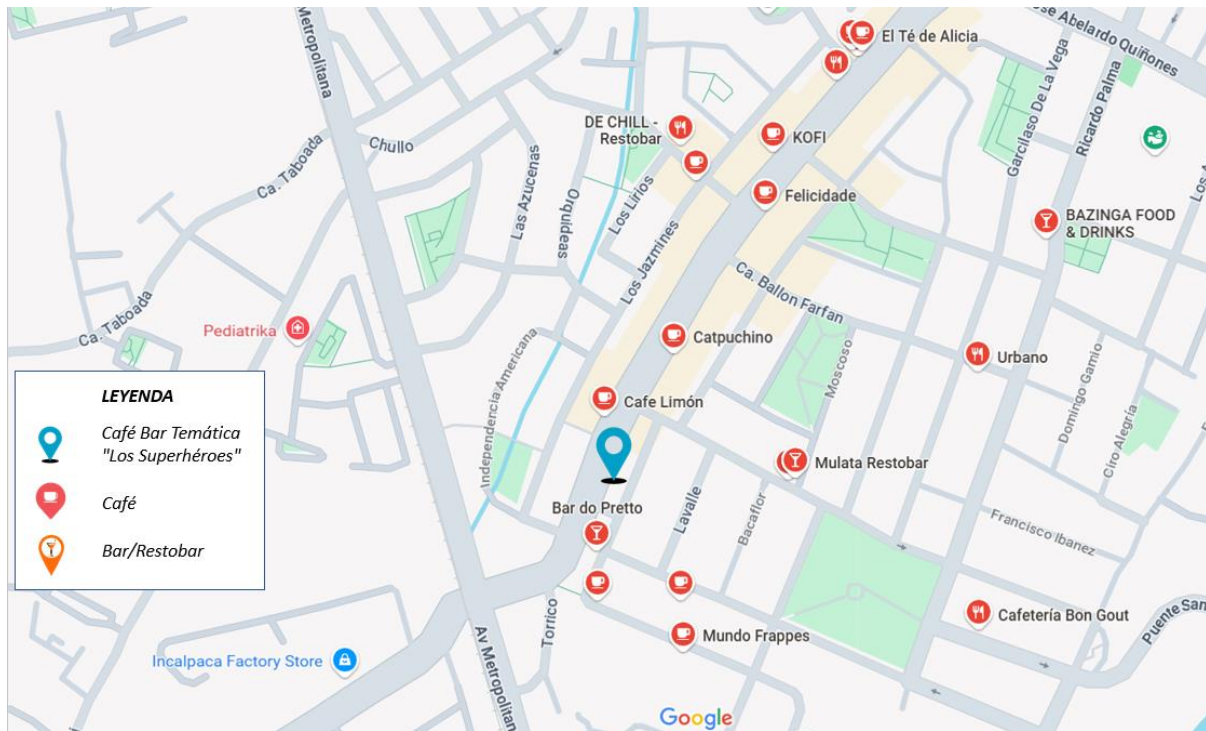 Metropolitana
El Té de Alicia
Abelardo Quiñones
Garcilaso De La Vega
Ricardo Palma
DE CHILL -
Restobar
KOFI
Chullo
Ca. Taboada
Las Azucenas
Orquideas
Los Lirios
Felicidade
BAZINGA FOOD
& DRINKS
Los Jazmines
Ca. Ballon Farfan
Ca. Taboada
Pediatrika
Catpuchino
Independencia Americana
Moscoso
Urbano
Domingo Gamio
Ciro Alegría
LEYENDA
Café Bar Temática
"Los Superhéroes"
Café
Bar/Restobar
Cafe Limón
Mulata Restobar
Bar do Pretto
Lavalle
Bacaflor
Francisco Ibanez
Torrico
Mundo Frappes
Cafetería Bon Gout
Puente San
Incalpaca Factory Store
Av Metropolitan
Google